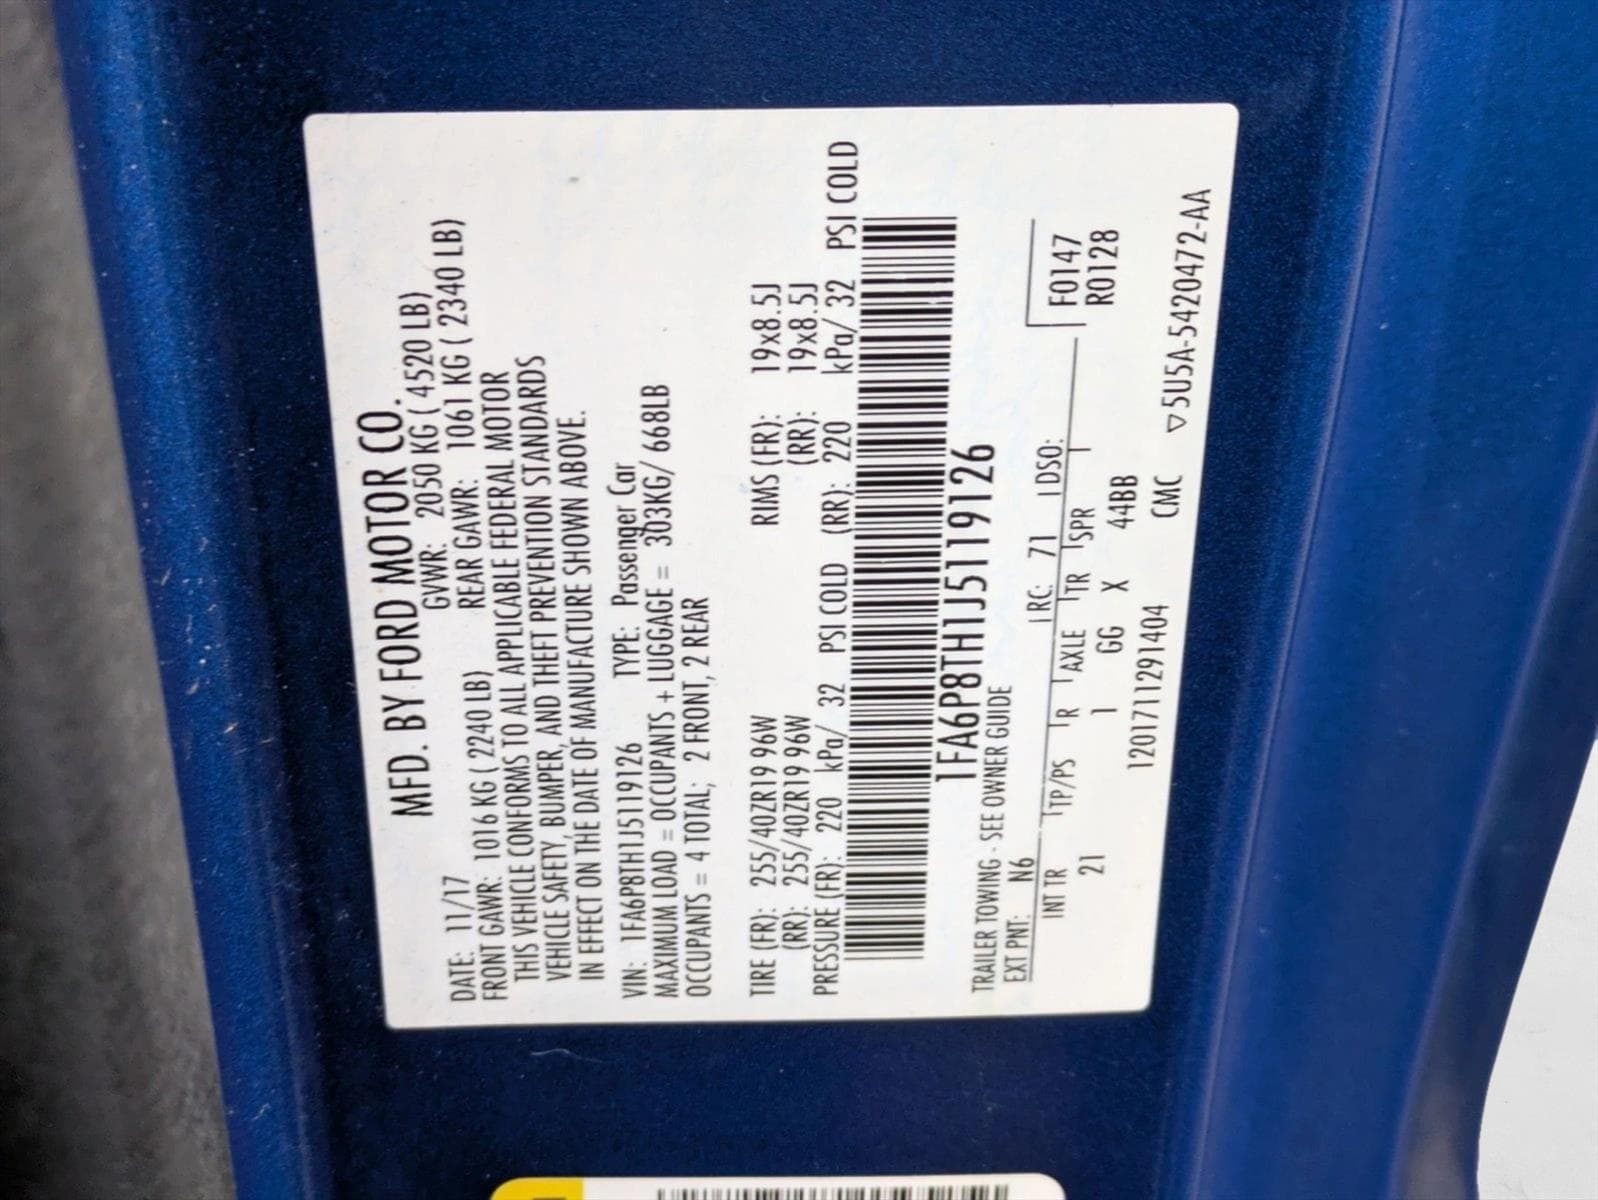 MFD. BY FORD MOTOR CO.
DATE: 11/17 GVWR: 2050 KG ( 4520 LB)
FRONT GAWR: 1016 KG ( 2240 LB) REAR GAWR: 1061 KG ( 2340 LB)
THIS VEHICLE CONFORMS TO ALL APPLICABLE FEDERAL MOTOR
VEHICLE SAFETY, BUMPER, AND THEFT PREVENTION STANDARDS
IN EFFECT ON THE DATE OF MANUFACTURE SHOWN ABOVE.
VIN: 1FA6P8TH1J5119126 TYPE: Passenger Car
MAXIMUM LOAD = OCCUPANTS + LUGGAGE = 303KG/ 668LB
OCCUPANTS = 4 TOTAL; 2 FRONT, 2 REAR
TIRE (FR): 255/40ZR19 96W RIMS (FR): 19x8.5J
(RR): 255/40ZR19 96W (RR): 19x8.5J
PRESSURE (FR): 220 kPa/ 32 PSI COLD (RR): 220 kPa/ 32 PSI COLD
1FA6P8TH1J5119126
TRAILER TOWING - SEE OWNER GUIDE
EXT PNT: N6 RC: 71 DSO:
F0147
INT TR TP/PS R AXLE TR SPR R0128
21 I GG X 44BB
1201711291404 CMC ▽5U5A-5420472-AA